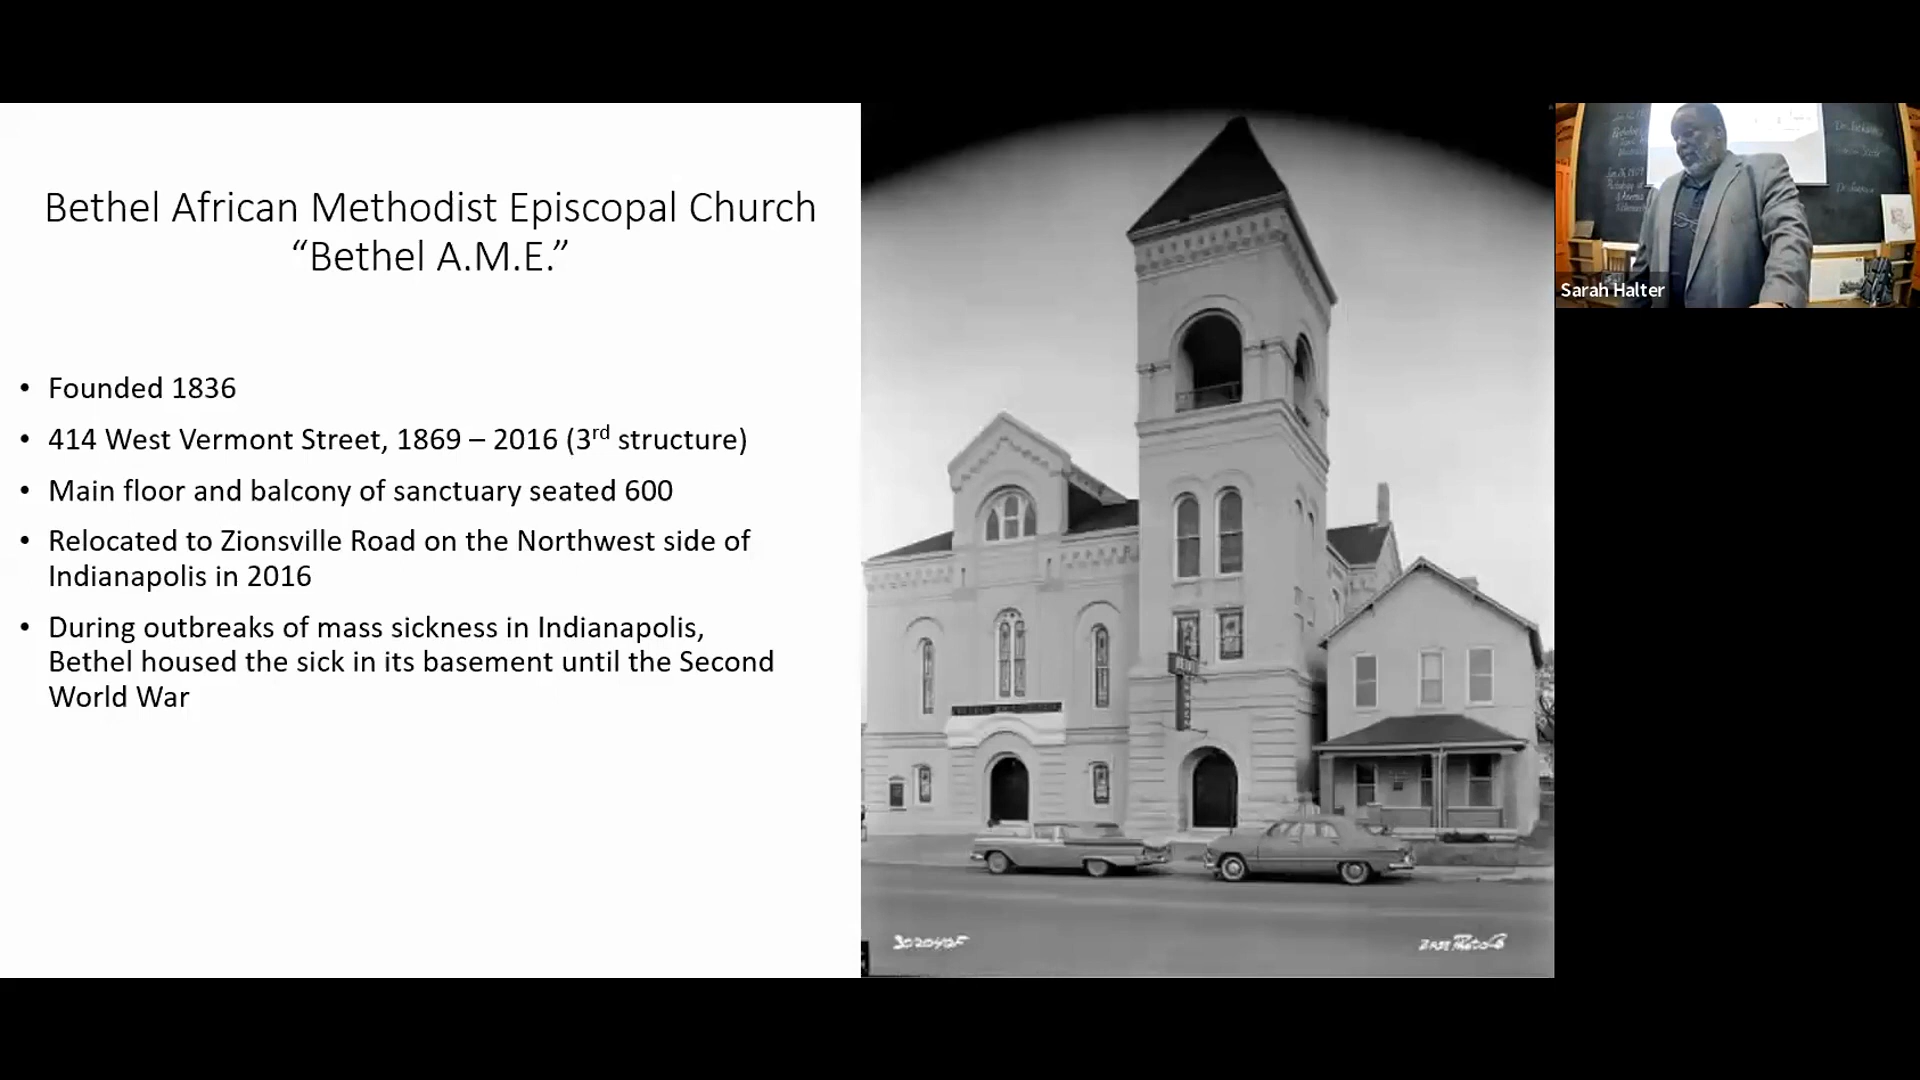 Bethel African Methodist Episcopal Church
“Bethel A.M.E.”
• Founded 1836
• 414 West Vermont Street, 1869 – 2016 (3rd structure)
• Main floor and balcony of sanctuary seated 600
• Relocated to Zionsville Road on the Northwest side of
Indianapolis in 2016
• During outbreaks of mass sickness in Indianapolis,
Bethel housed the sick in its basement until the Second
World War
Sarah Halter